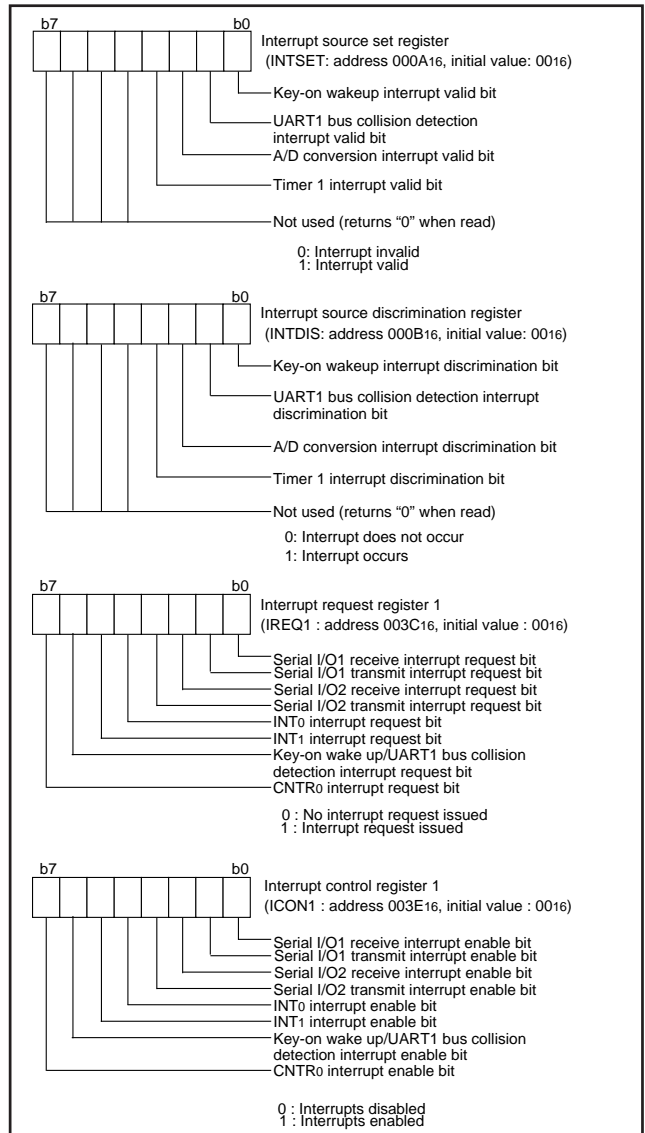 b7 b0
Interrupt source set register
(INTSET: address 000A16, initial value: 0016)
Key-on wakeup interrupt valid bit
UART1 bus collision detection
interrupt valid bit
A/D conversion interrupt valid bit
Timer 1 interrupt valid bit
Not used (returns “0” when read)
0: Interrupt invalid
1: Interrupt valid
b7 b0
Interrupt source discrimination register
(INTDIS: address 000B16, initial value: 0016)
Key-on wakeup interrupt discrimination bit
UART1 bus collision detection interrupt
discrimination bit
A/D conversion interrupt discrimination bit
Timer 1 interrupt discrimination bit
Not used (returns “0” when read)
0: Interrupt does not occur
1: Interrupt occurs
b7 b0
Interrupt request register 1
(IREQ1 : address 003C16, initial value : 0016)
Serial I/O1 receive interrupt request bit
Serial I/O1 transmit interrupt request bit
Serial I/O2 receive interrupt request bit
Serial I/O2 transmit interrupt request bit
INT0 interrupt request bit
INT1 interrupt request bit
Key-on wake up/UART1 bus collision
detection interrupt request bit
CNTR0 interrupt request bit
0 : No interrupt request issued
1 : Interrupt request issued
b7 b0
Interrupt control register 1
(ICON1 : address 003E16, initial value : 0016)
Serial I/O1 receive interrupt enable bit
Serial I/O1 transmit interrupt enable bit
Serial I/O2 receive interrupt enable bit
Serial I/O2 transmit interrupt enable bit
INT0 interrupt enable bit
INT1 interrupt enable bit
Key-on wake up/UART1 bus collision
detection interrupt enable bit
CNTR0 interrupt enable bit
0 : Interrupts disabled
1 : Interrupts enabled